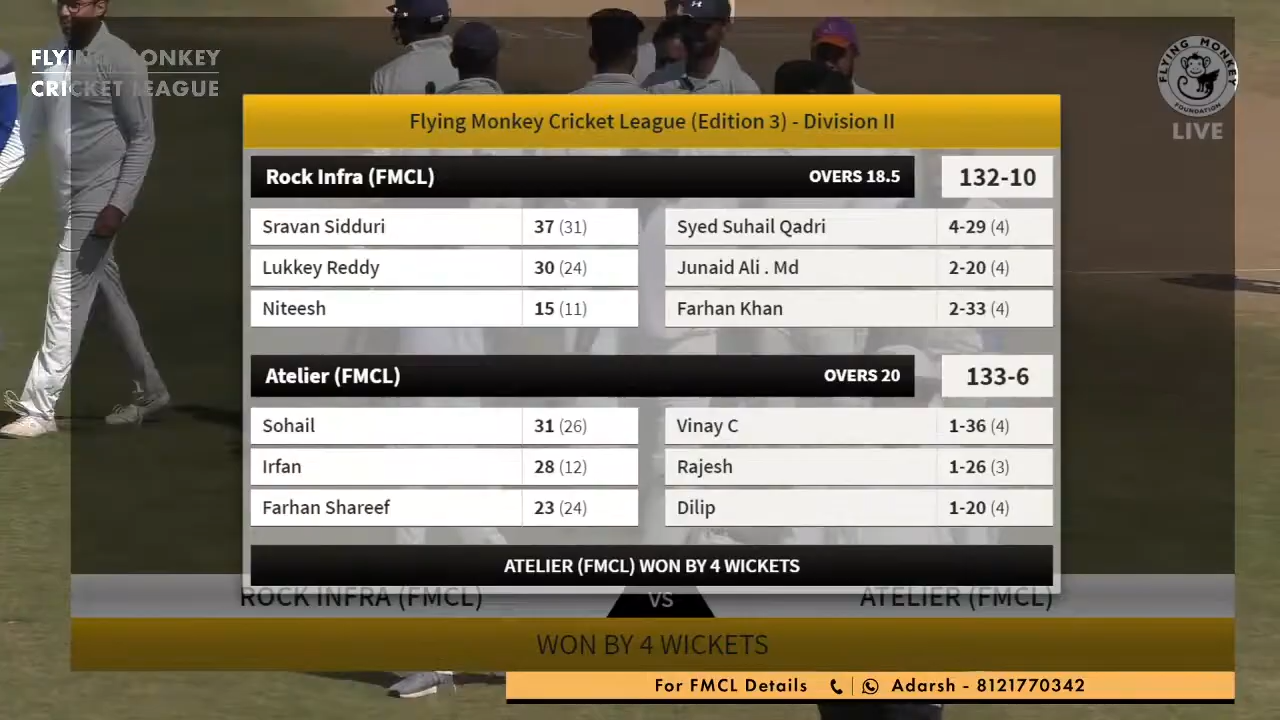 FLYING MONKEY
CRICKET LEAGUE
FLYING MONKEY
FOUNDATION
LIVE
Flying Monkey Cricket League (Edition 3) - Division II
Rock Infra (FMCL) OVERS 18.5 132-10
Sravan Sidduri 37 (31) Syed Suhail Qadri 4-29 (4)
Lukkey Reddy 30 (24) Junaid Ali . Md 2-20 (4)
Niteesh 15 (11) Farhan Khan 2-33 (4)
Atelier (FMCL) OVERS 20 133-6
Sohail 31 (26) Vinay C 1-36 (4)
Irfan 28 (12) Rajesh 1-26 (3)
Farhan Shareef 23 (24) Dilip 1-20 (4)
ATELIER (FMCL) WON BY 4 WICKETS
ROCK INFRA (FMCL) VS ATELIER (FMCL)
WON BY 4 WICKETS
For FMCL Details Adarsh - 8121770342